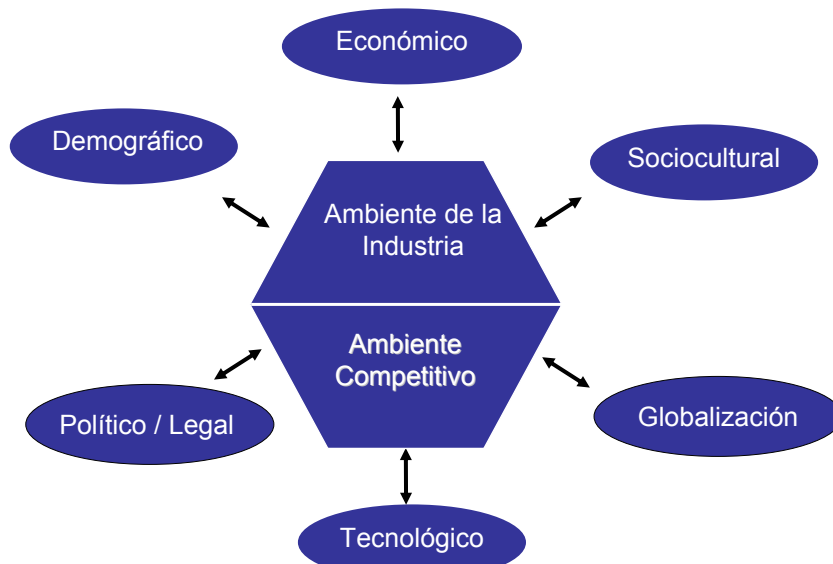 Económico
Demográfico
Sociocultural
Ambiente de la
Industria
Ambiente
Competitivo
Político / Legal
Globalización
Tecnológico